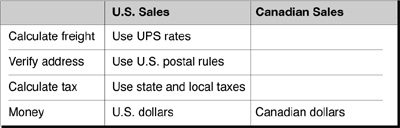 U.S. Sales Canadian Sales
Calculate freight Use UPS rates
Verify address Use U.S. postal rules
Calculate tax Use state and local taxes
Money U.S. dollars Canadian dollars